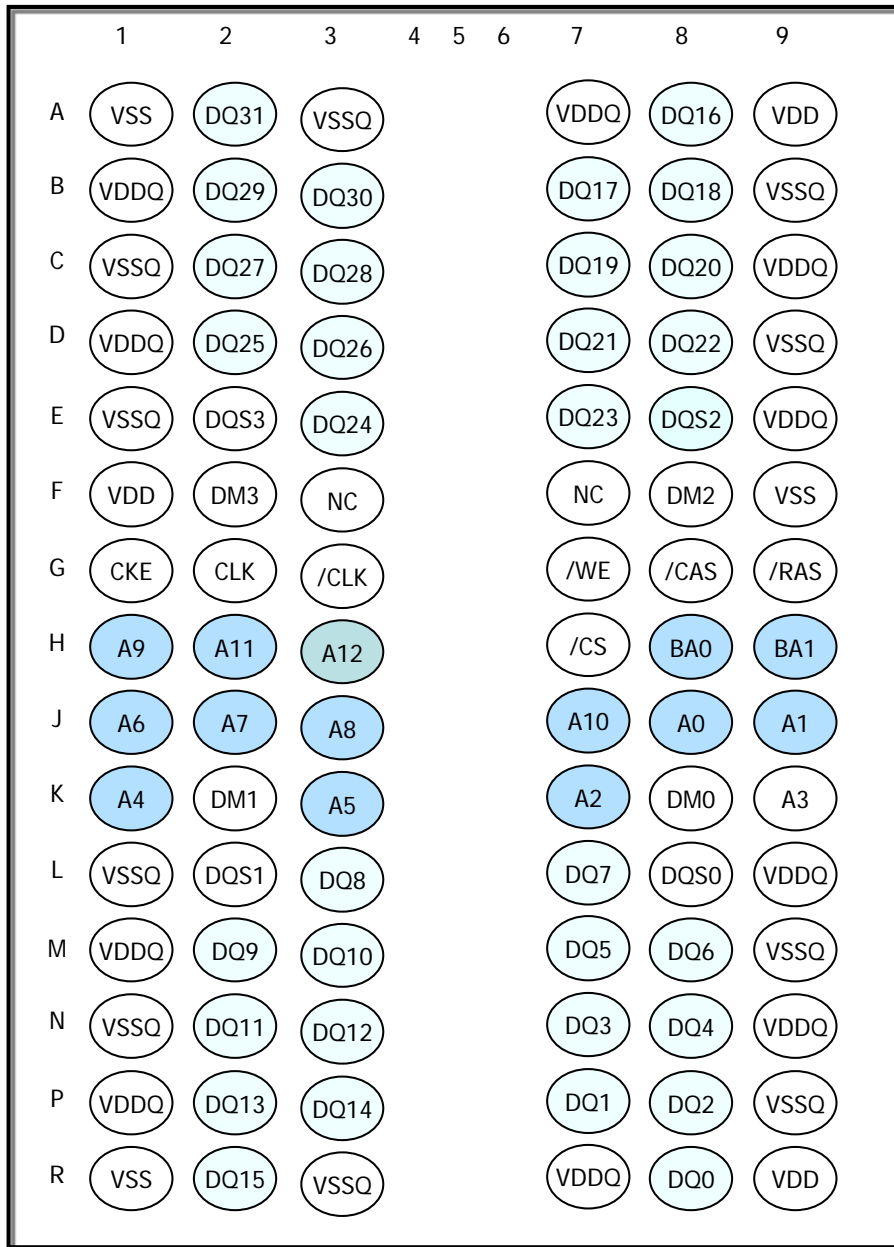 1 2 3 4 5 6 7 8 9
A VSS DQ31 VSSQ VDDQ DQ16 VDD
B VDDQ DQ29 DQ30 DQ17 DQ18 VSSQ
C VSSQ DQ27 DQ28 DQ19 DQ20 VDDQ
D VDDQ DQ25 DQ26 DQ21 DQ22 VSSQ
E VSSQ DQS3 DQ24 DQ23 DQS2 VDDQ
F VDD DM3 NC NC DM2 VSS
G CKE CLK /CLK /WE /CAS /RAS
H A9 A11 A12 /CS BA0 BA1
J A6 A7 A8 A10 A0 A1
K A4 DM1 A5 A2 DM0 A3
L VSSQ DQS1 DQ8 DQ7 DQS0 VDDQ
M VDDQ DQ9 DQ10 DQ5 DQ6 VSSQ
N VSSQ DQ11 DQ12 DQ3 DQ4 VDDQ
P VDDQ DQ13 DQ14 DQ1 DQ2 VSSQ
R VSS DQ15 VSSQ VDDQ DQ0 VDD